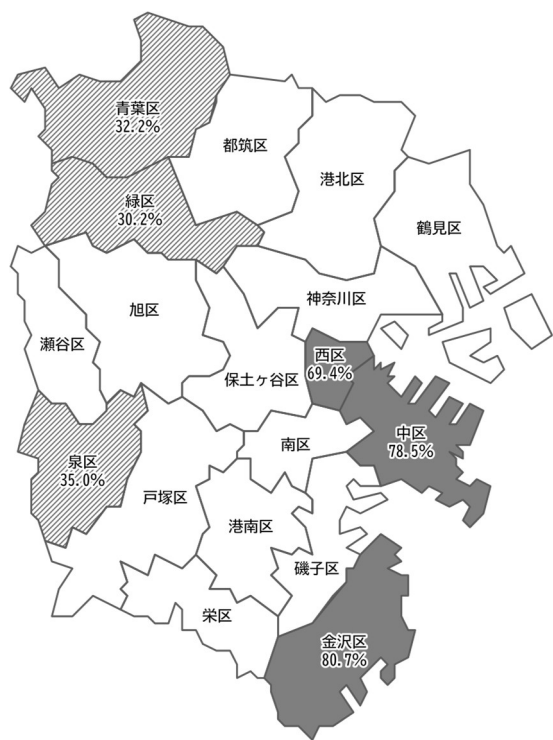 青葉区
32.2%
都筑区
港北区
緑区
30.2%
鶴見区
神奈川区
旭区
瀬谷区
西区
69.4%
保土ヶ谷区
中区
78.5%
南区
泉区
35.0%
戸塚区
港南区
磯子区
栄区
金沢区
80.7%